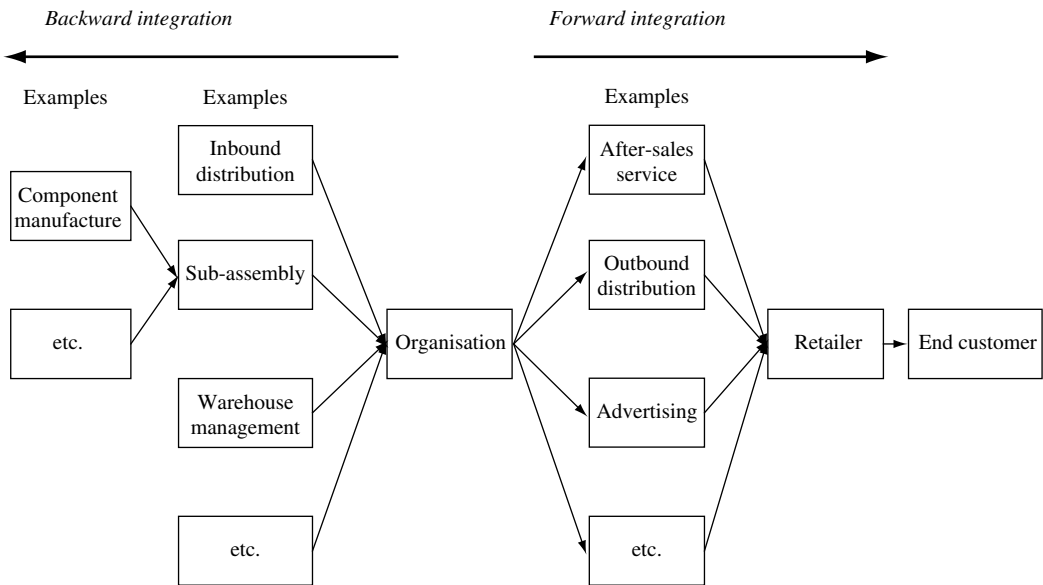 Backward integration
Forward integration
Examples
Examples
Examples
Inbound
distribution
After-sales
service
Component
manufacture
Sub-assembly
Outbound
distribution
etc.
Organisation
Retailer
End customer
Warehouse
management
Advertising
etc.
etc.